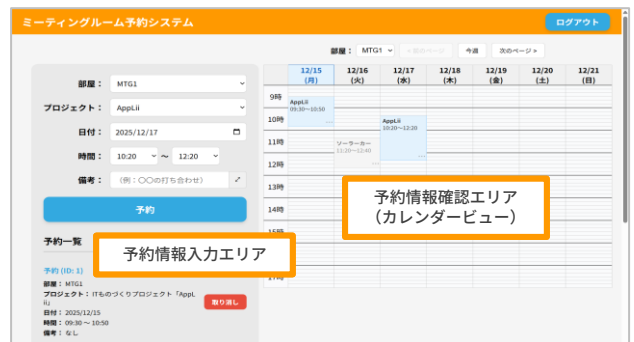 ミーティングルーム予約システム
ログアウト
部屋： MTG1
< 前のページ
今週
次のページ »
部屋： MTG1
プロジェクト： AppLii
日付： 2025/12/17
時間： 10:20 〜 12:20
備考： (例：〇〇の打ち合わせ)
予約
予約一覧
予約 (ID: 1)
部屋： MTG1
プロジェクト： ITものづくりプロジェクト「AppL
ii」
日付： 2025/12/15
時間： 09:30 〜 10:50
備考： なし
取り消し
12/15 12/16 12/17 12/18 12/19 12/20 12/21
(月) (火) (水) (木) (金) (土) (日)
9時
10時
11時
12時
13時
14時
15時
17時
AppLii
09:30〜10:50
ソーラーカー
11:20〜12:40
AppLii
10:20〜12:20
予約情報入力エリア
予約情報確認エリア
（カレンダービュー）